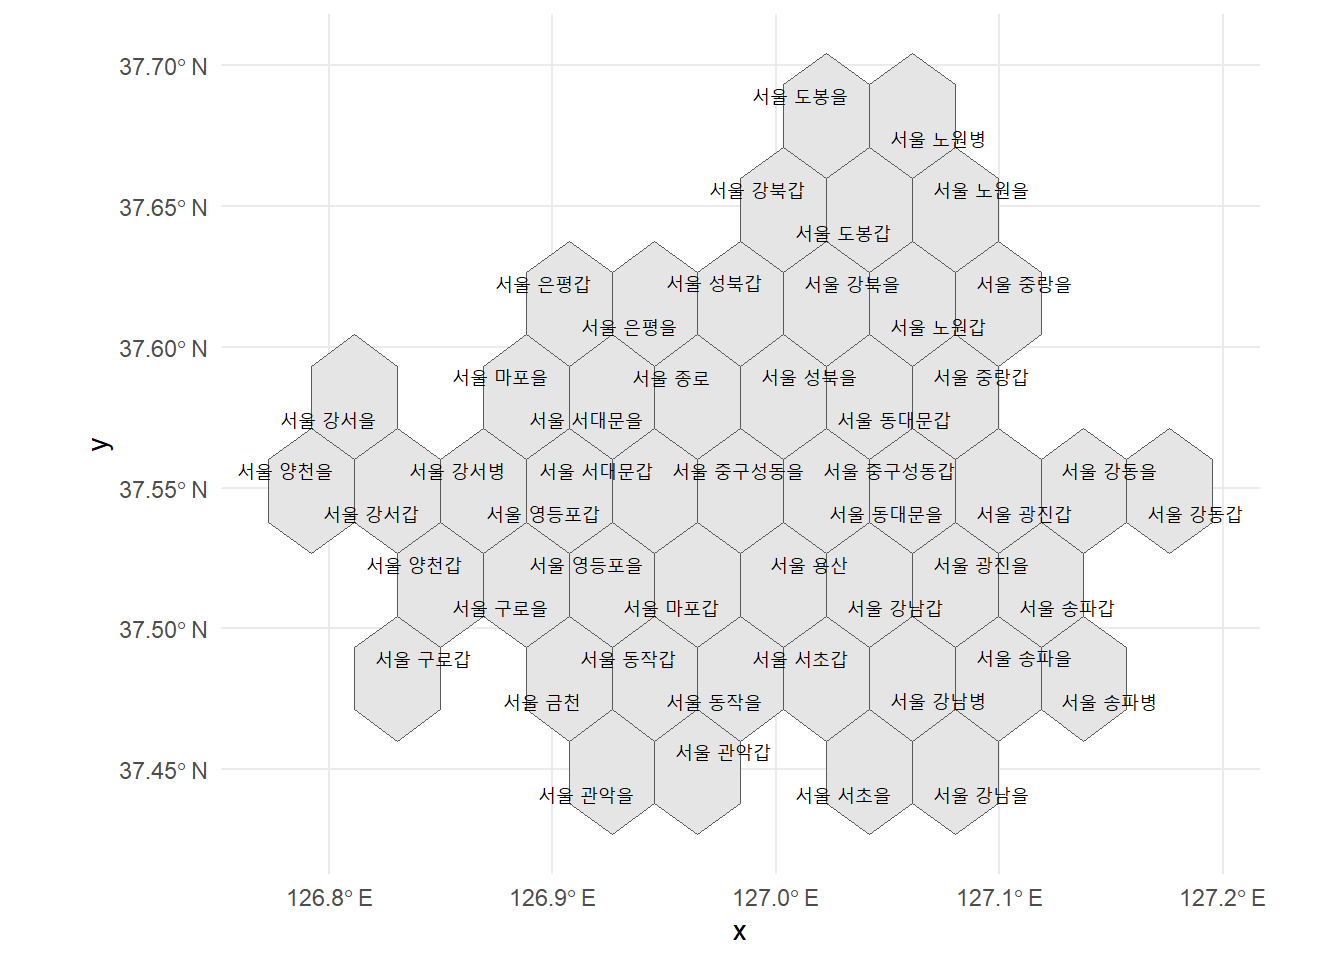 37.70° N
서울 도봉을
서울 노원병
37.65° N
서울 강북갑
서울 노원을
서울 도봉갑
서울 은평갑
서울 성북갑
서울 강북을
서울 중랑을
서울 은평을
서울 노원갑
37.60° N
서울 마포을
서울 종로
서울 성북을
서울 중랑갑
서울 강서을
서울 서대문을
서울 동대문갑
y
서울 양천을
서울 강서병
서울 서대문갑
서울 중구성동을
서울 중구성동갑
서울 강동을
37.55° N
서울 강서갑
서울 영등포갑
서울 동대문을
서울 광진갑
서울 강동갑
서울 양천갑
서울 영등포을
서울 용산
서울 광진을
서울 구로을
서울 마포갑
서울 강남갑
서울 송파갑
37.50° N
서울 구로갑
서울 동작갑
서울 서초갑
서울 송파을
서울 금천
서울 동작을
서울 강남병
서울 송파병
서울 관악갑
37.45° N
서울 관악을
서울 서초을
서울 강남을
126.8° E
126.9° E
127.0° E
127.1° E
127.2° E
x